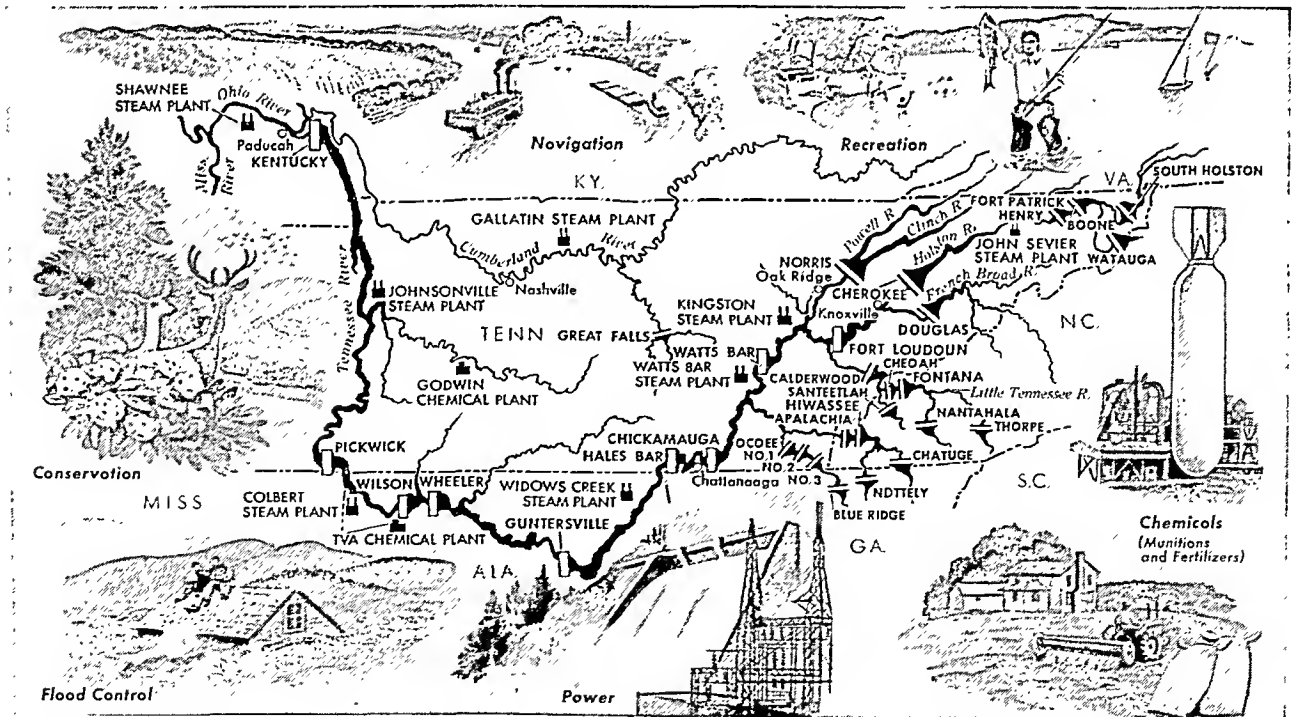 SHAWNEE
STEAM PLANT
Ohio River
Paducah
KENTUCKY
Miss.
River
Navigation
Recreation
KY.
VA.
SOUTH HOLSTON
FORT PATRICK
HENRY
BOONE
GALLATIN STEAM PLANT
Cumberland
River
Nashville
Powell R.
Clinch R.
Holston R.
JOHN SEVIER
STEAM PLANT
WATAUGA
NORRIS
Oak Ridge
French Broad R.
CHEROKEE
Tennessee River
JOHNSONVILLE
STEAM PLANT
KINGSTON
STEAM PLANT
Knoxville
DOUGLAS
N.C.
TENN
GREAT FALLS
FORT LOUDOUN
WATTS BAR
WATTS BAR
STEAM PLANT
CHEOAH
CALDERWOOD
FONTANA
SANTEETLAH
Little Tennessee R.
HIWASSEE
APALACHIA
NANTAHALA
THORPE
GODWIN
CHEMICAL PLANT
PICKWICK
CHICKAMAUGA
HALES BAR
OCOEE
NO.1
NO.2
NO.3
CHATUGE
Chattanaaga
NDTTELY
BLUE RIDGE
S.C.
GA.
Conservation
MISS
WILSON
WHEELER
COLBERT
STEAM PLANT
WIDOWS CREEK
STEAM PLANT
TVA CHEMICAL PLANT
GUNTERSVILLE
ALA.
Chemicols
(Munitions
and Fertilizers)
Flood Control
Power